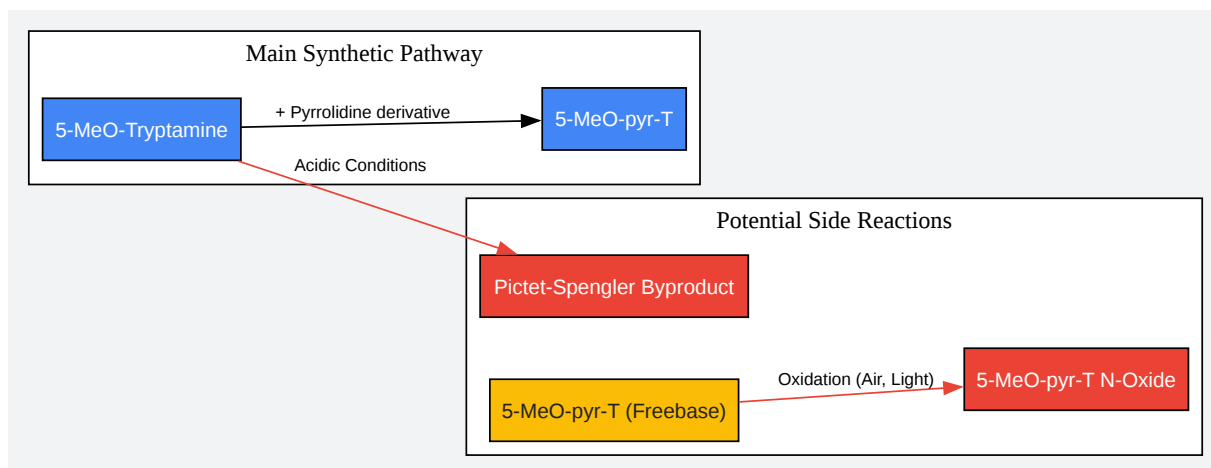 Main Synthetic Pathway
5-MeO-Tryptamine
+ Pyrrolidine derivative
5-MeO-pyr-T
Acidic Conditions
Potential Side Reactions
Pictet-Spengler Byproduct
5-MeO-pyr-T (Freebase)
Oxidation (Air, Light)
5-MeO-pyr-T N-Oxide